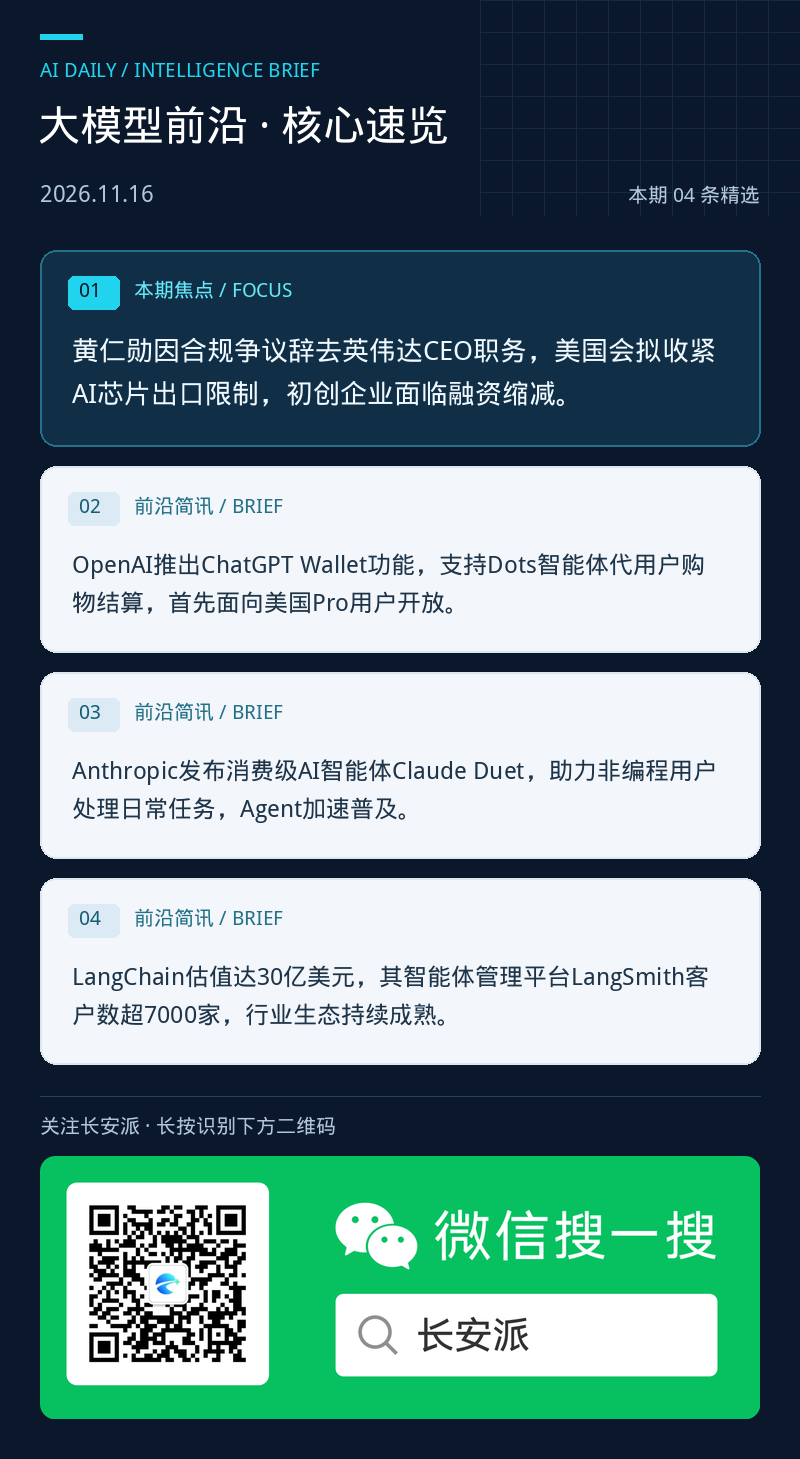 AI DAILY / INTELLIGENCE BRIEF
大模型前沿 · 核心速览
2026.11.16
本期 04 条精选
01
本期焦点 / FOCUS
黄仁勋因合规争议辞去英伟达CEO职务，美国会拟收紧
AI芯片出口限制，初创企业面临融资缩减。
02
前沿简讯 / BRIEF
OpenAI推出ChatGPT Wallet功能，支持Dots智能体代用户购
物结算，首先面向美国Pro用户开放。
03
前沿简讯 / BRIEF
Anthropic发布消费级AI智能体Claude Duet，助力非编程用户
处理日常任务，Agent加速普及。
04
前沿简讯 / BRIEF
LangChain估值达30亿美元，其智能体管理平台LangSmith客
户数超7000家，行业生态持续成熟。
关注长安派 · 长按识别下方二维码
微信搜一搜
长安派